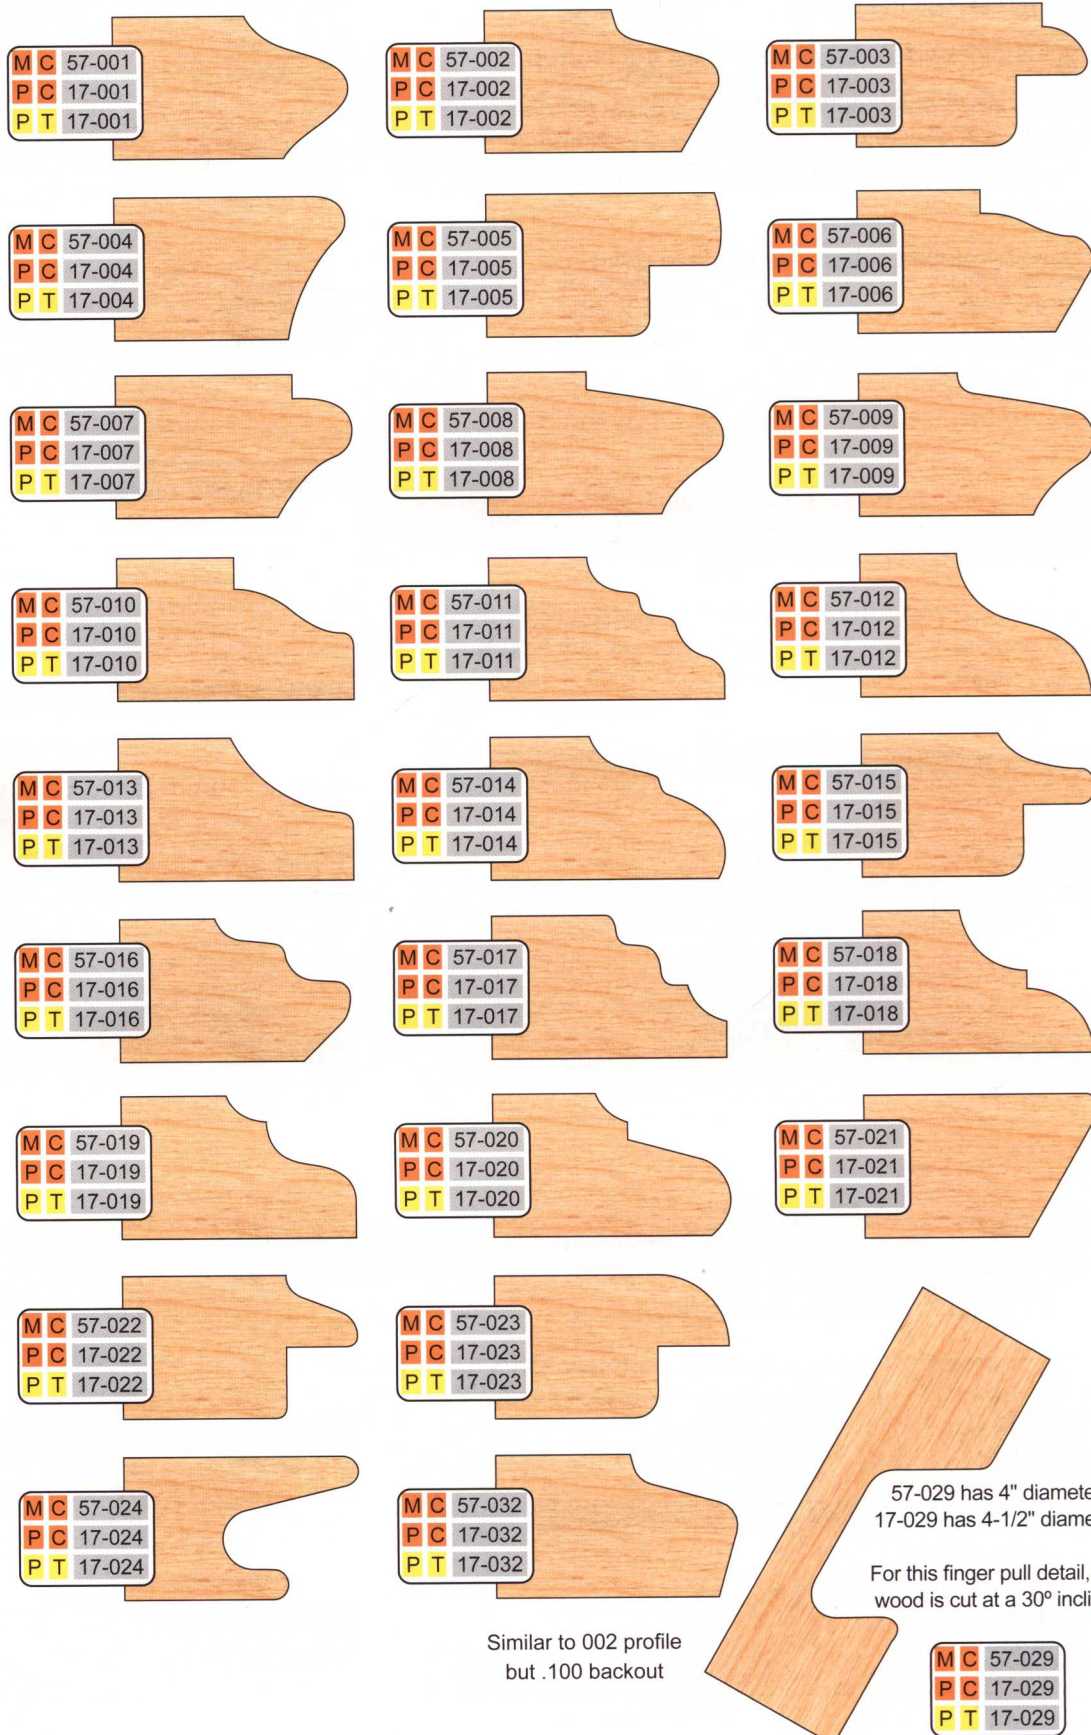 M C 57-001
P C 17-001
P T 17-001
M C 57-002
P C 17-002
P T 17-002
M C 57-003
P C 17-003
P T 17-003
M C 57-004
P C 17-004
P T 17-004
M C 57-005
P C 17-005
P T 17-005
M C 57-006
P C 17-006
P T 17-006
M C 57-007
P C 17-007
P T 17-007
M C 57-008
P C 17-008
P T 17-008
M C 57-009
P C 17-009
P T 17-009
M C 57-010
P C 17-010
P T 17-010
M C 57-011
P C 17-011
P T 17-011
M C 57-012
P C 17-012
P T 17-012
M C 57-013
P C 17-013
P T 17-013
M C 57-014
P C 17-014
P T 17-014
M C 57-015
P C 17-015
P T 17-015
M C 57-016
P C 17-016
P T 17-016
M C 57-017
P C 17-017
P T 17-017
M C 57-018
P C 17-018
P T 17-018
M C 57-019
P C 17-019
P T 17-019
M C 57-020
P C 17-020
P T 17-020
M C 57-021
P C 17-021
P T 17-021
M C 57-022
P C 17-022
P T 17-022
M C 57-023
P C 17-023
P T 17-023
M C 57-024
P C 17-024
P T 17-024
M C 57-032
P C 17-032
P T 17-032
Similar to 002 profile
but .100 backout
57-029 has 4" diamete
17-029 has 4-1/2" diame
For this finger pull detail,
wood is cut at a 30º incli
M C 57-029
P C 17-029
P T 17-029